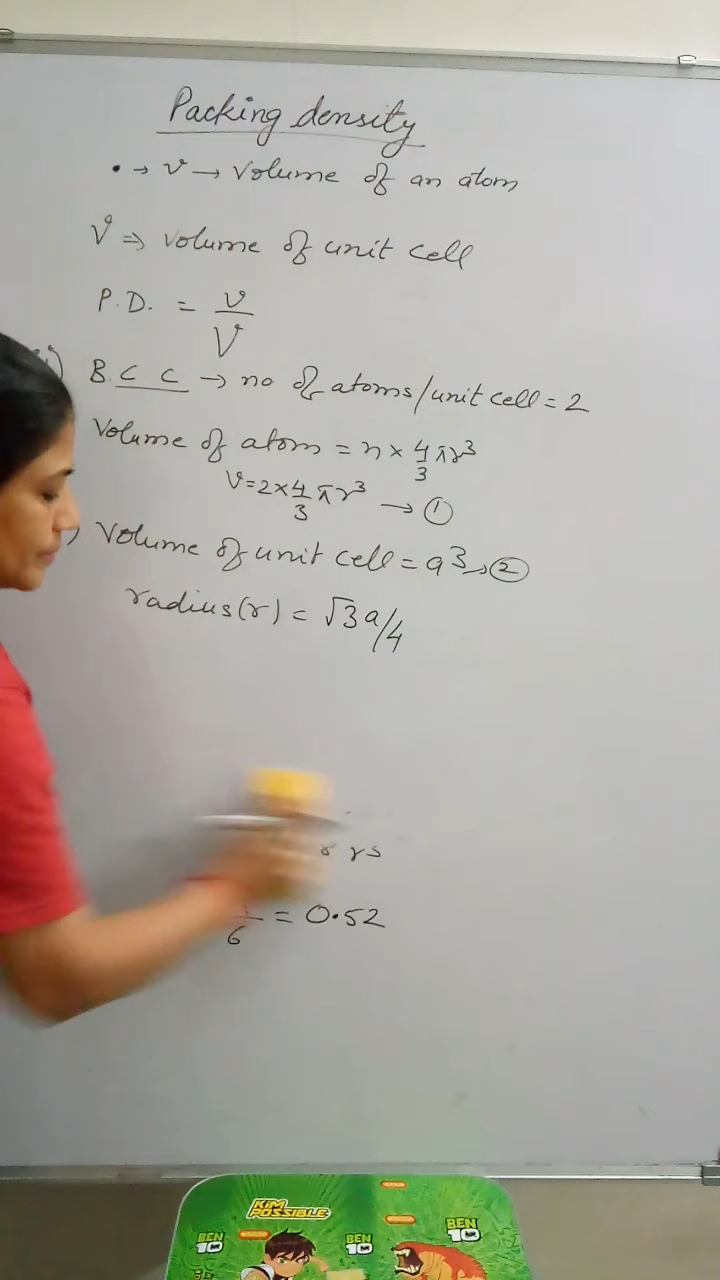 Packing density
• → v → Volume of an atom
V ⇒ volume of unit cell
P.D. = v/V
B.C C → no of atoms/unit cell = 2
Volume of atom = n × 4/3 πr³
V = 2 × 4/3 πr³ → ①
Volume of unit cell = a³ → ②
radius(r) = √3a/4
6 = 0.52
KIM POSSIBLE
BEN 10
BEN 10
BEN 10